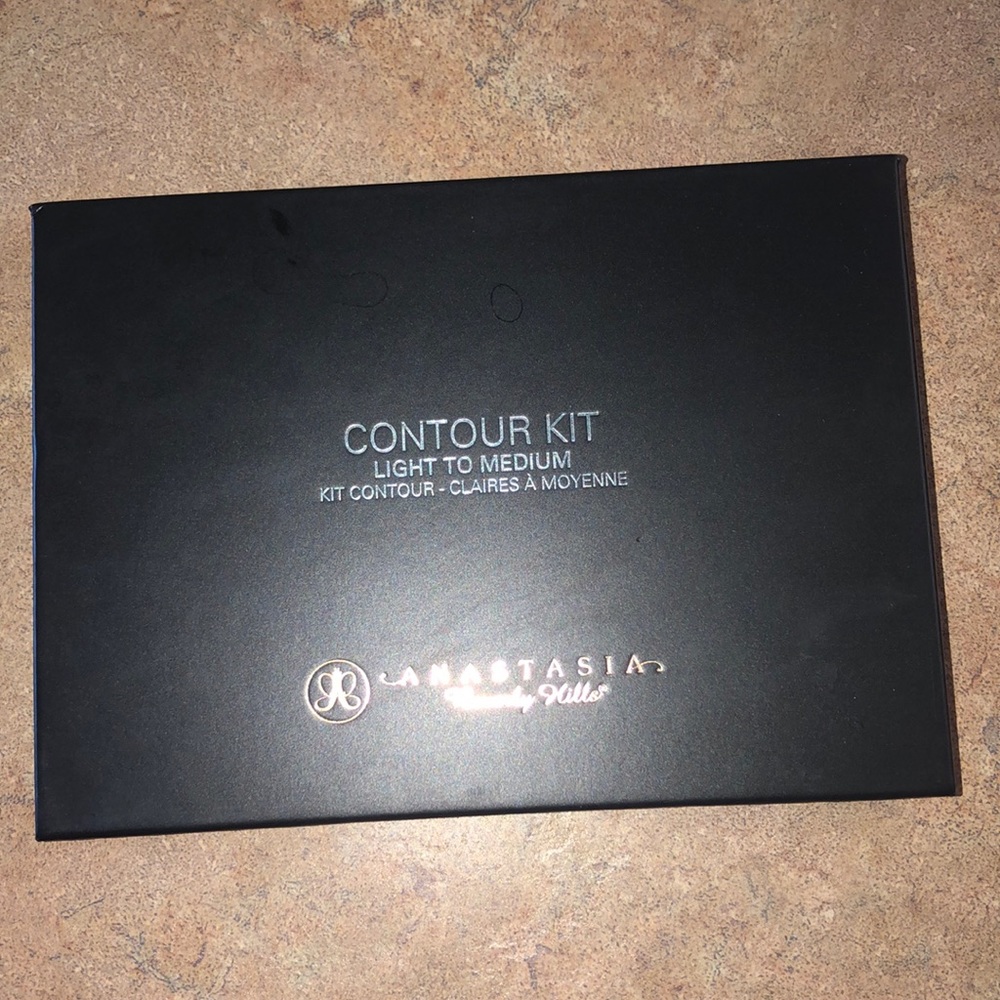 CONTOUR KIT
LIGHT TO MEDIUM
KIT CONTOUR - CLAIRES À MOYENNE
ANASTASIA
Beverly Hills®